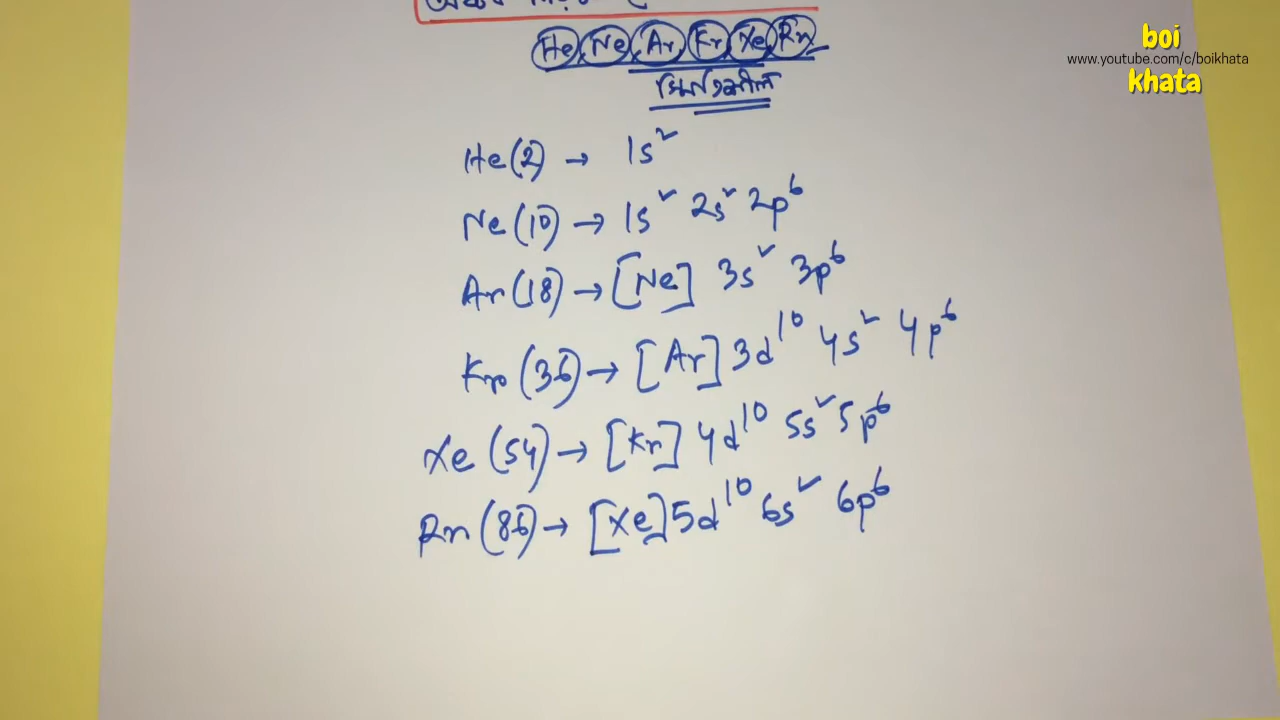 He Ne Ar Kr Xe Rn
He(2) → 1s²
Ne(10) → 1s² 2s² 2p⁶
Ar(18) → [Ne] 3s² 3p⁶
Kr(36) → [Ar] 3d¹⁰ 4s² 4p⁶
Xe(54) → [Kr] 4d¹⁰ 5s² 5p⁶
Rn(86) → [Xe] 5d¹⁰ 6s² 6p⁶
boi
www.youtube.com/c/boikhata
khata